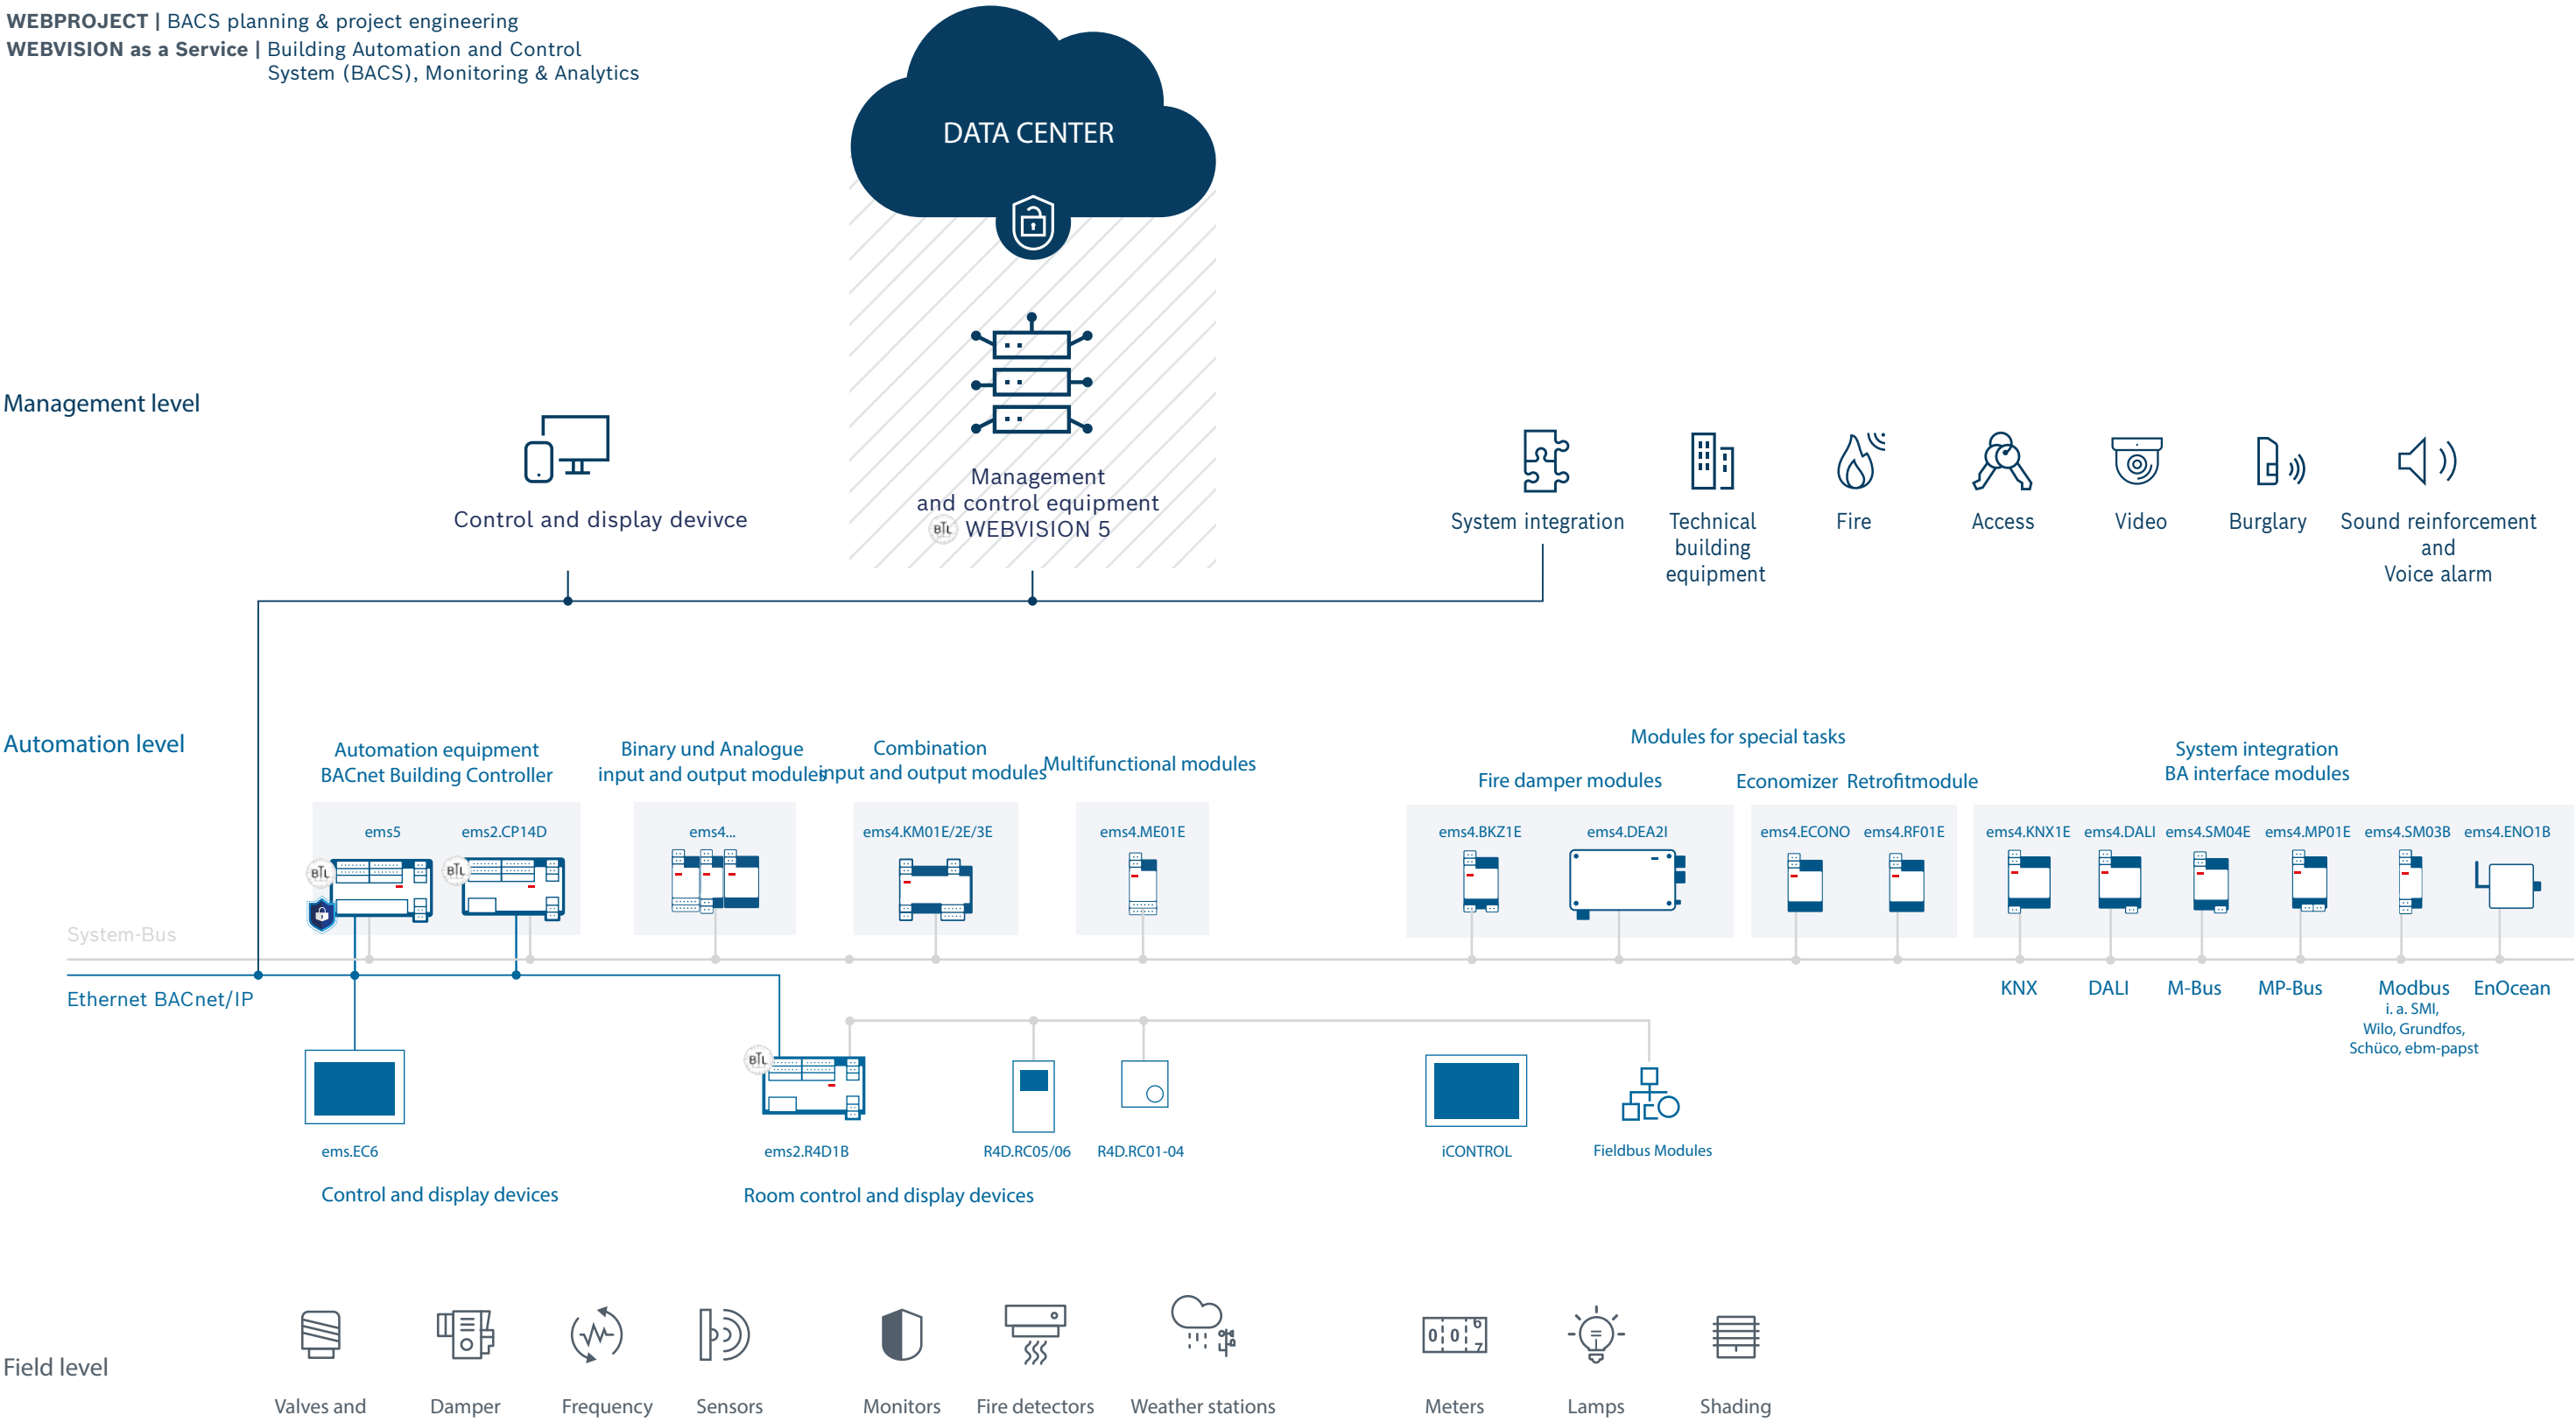 WEBPROJECT | BACS planning & project engineering
WEBVISION as a Service | Building Automation and Control
System (BACS), Monitoring & Analytics
DATA CENTER
Management level
Control and display devivce
Management
and control equipment
BTL WEBVISION 5
System integration
Technical
building
equipment
Fire
Access
Video
Burglary
Sound reinforcement
and
Voice alarm
Automation level
Automation equipment
BACnet Building Controller
Binary und Analogue
input and output modules
Combination
input and output modules
Multifunctional modules
Modules for special tasks
Fire damper modules
Economizer
Retrofitmodule
System integration
BA interface modules
ems5
ems2.CP14D
ems4...
ems4.KM01E/2E/3E
ems4.ME01E
ems4.BKZ1E
ems4.DEA2I
ems4.ECONO
ems4.RF01E
ems4.KNX1E
ems4.DALI
ems4.SM04E
ems4.MP01E
ems4.SM03B
ems4.ENO1B
BTL
BTL
System-Bus
Ethernet BACnet/IP
KNX
DALI
M-Bus
MP-Bus
Modbus
i. a. SMI,
Wilo, Grundfos,
Schüco, ebm-papst
EnOcean
BTL
ems.EC6
ems2.R4D1B
R4D.RC05/06
R4D.RC01-04
iCONTROL
Fieldbus Modules
Control and display devices
Room control and display devices
Field level
0 0 6
7
Valves and
Damper
Frequency
Sensors
Monitors
Fire detectors
Weather stations
Meters
Lamps
Shading